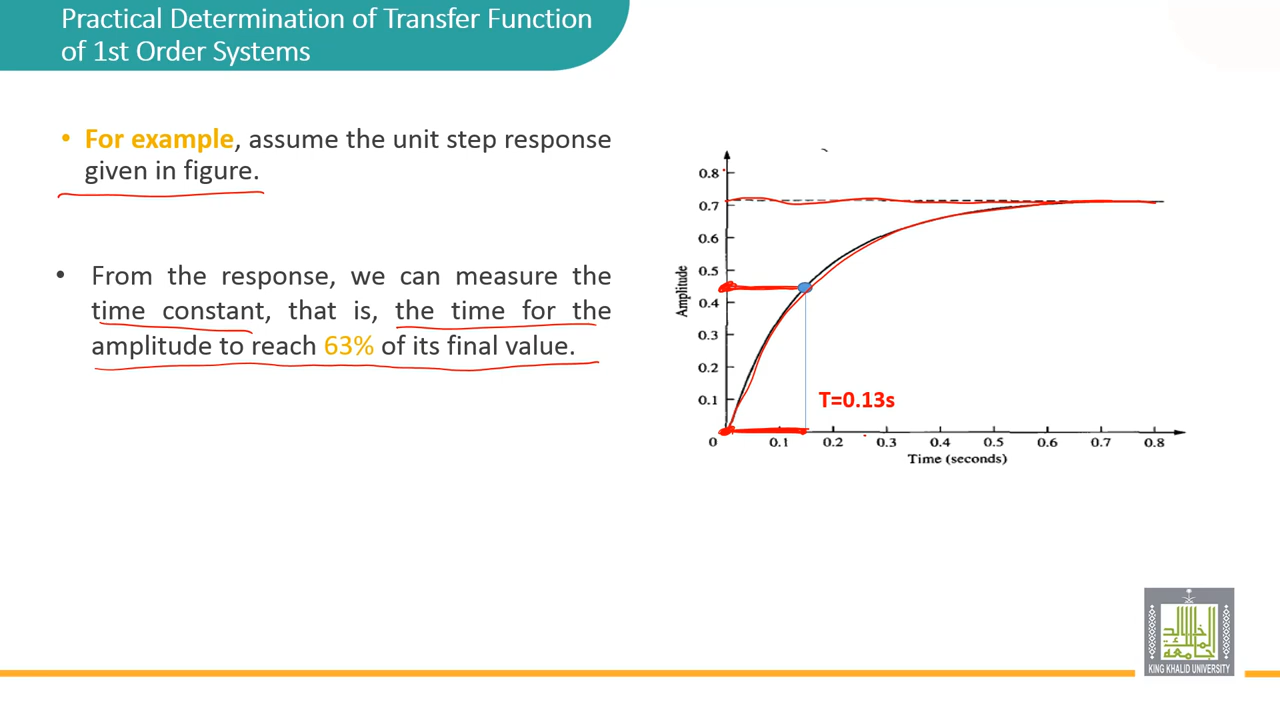 Practical Determination of Transfer Function
of 1st Order Systems
• For example, assume the unit step response
given in figure.
• From the response, we can measure the
time constant, that is, the time for the
amplitude to reach 63% of its final value.
Amplitude
0.8
0.7
0.6
0.5
0.4
0.3
0.2
0.1
T=0.13s
0 0.1 0.2 0.3 0.4 0.5 0.6 0.7 0.8
Time (seconds)
KING KHALID UNIVERSITY